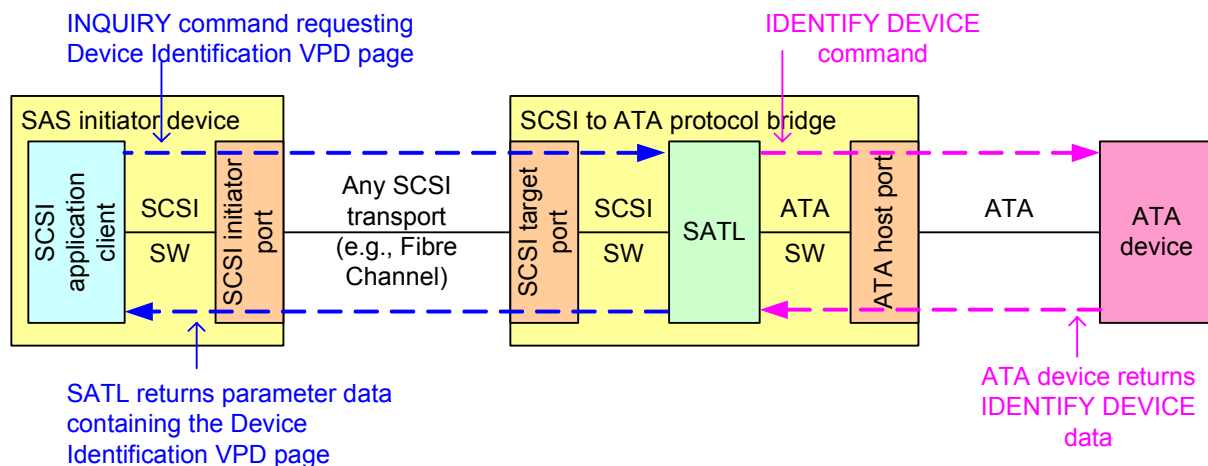 INQUIRY command requesting
Device Identification VPD page
IDENTIFY DEVICE
command
SAS initiator device
SCSI to ATA protocol bridge
SCSI
application
client
SCSI
SW
SCSI initiator
port
Any SCSI
transport
(e.g., Fibre
Channel)
SCSI target
port
SCSI
SW
SATL
ATA
SW
ATA host port
ATA
ATA
device
SATL returns parameter data
containing the Device
Identification VPD page
ATA device returns
IDENTIFY DEVICE
data